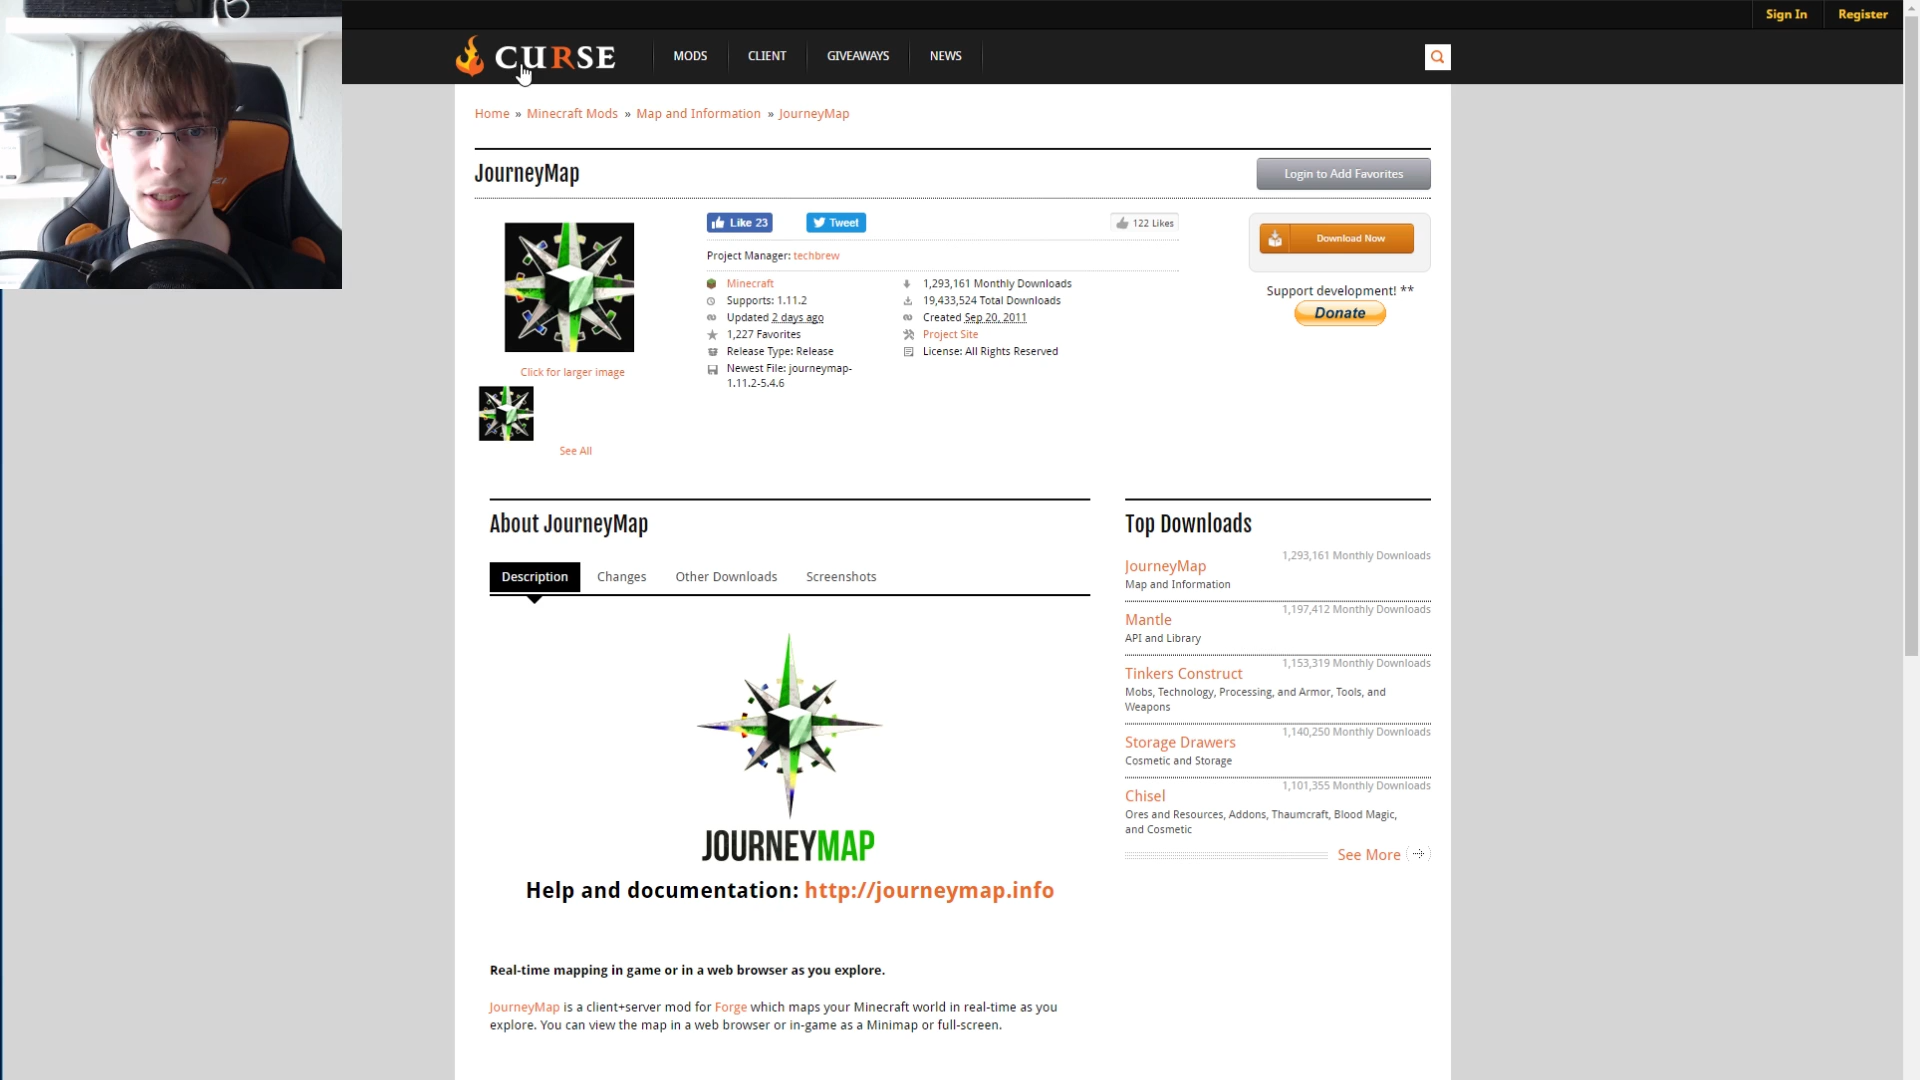 Sign In
Register
CURSE
MODS
CLIENT
GIVEAWAYS
NEWS
Home » Minecraft Mods » Map and Information » JourneyMap
JourneyMap
Login to Add Favorites
Like 23
Tweet
122 Likes
Download Now
Project Manager: techbrew
Support development! **
Donate
Minecraft
Supports: 1.11.2
Updated 2 days ago
1,227 Favorites
Release Type: Release
Newest File: journeymap-
1.11.2-5.4.6
1,293,161 Monthly Downloads
19,433,524 Total Downloads
Created Sep 20, 2011
Project Site
License: All Rights Reserved
Click for larger image
See All
About JourneyMap
Description
Changes
Other Downloads
Screenshots
JOURNEYMAP
Help and documentation: http://journeymap.info
Real-time mapping in game or in a web browser as you explore.
JourneyMap is a client+server mod for Forge which maps your Minecraft world in real-time as you
explore. You can view the map in a web browser or in-game as a Minimap or full-screen.
Top Downloads
1,293,161 Monthly Downloads
JourneyMap
Map and Information
1,197,412 Monthly Downloads
Mantle
API and Library
1,153,319 Monthly Downloads
Tinkers Construct
Mobs, Technology, Processing, and Armor, Tools, and
Weapons
1,140,250 Monthly Downloads
Storage Drawers
Cosmetic and Storage
1,101,355 Monthly Downloads
Chisel
Ores and Resources, Addons, Thaumcraft, Blood Magic,
and Cosmetic
See More